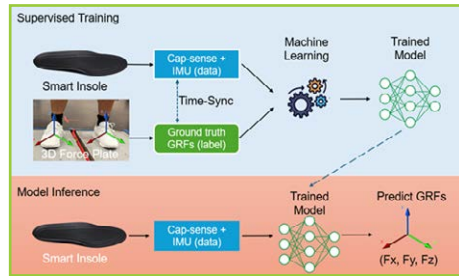 Supervised Training
Cap-sense +
IMU (data)
Machine
Learning
Trained
Model
Smart Insole
Time-Sync
Ground truth
GRFs (label)
3D Force Plate
Model Inference
Trained
Model
Predict GRFs
Cap-sense +
IMU (data)
Smart Insole
(Fx, Fy, Fz)